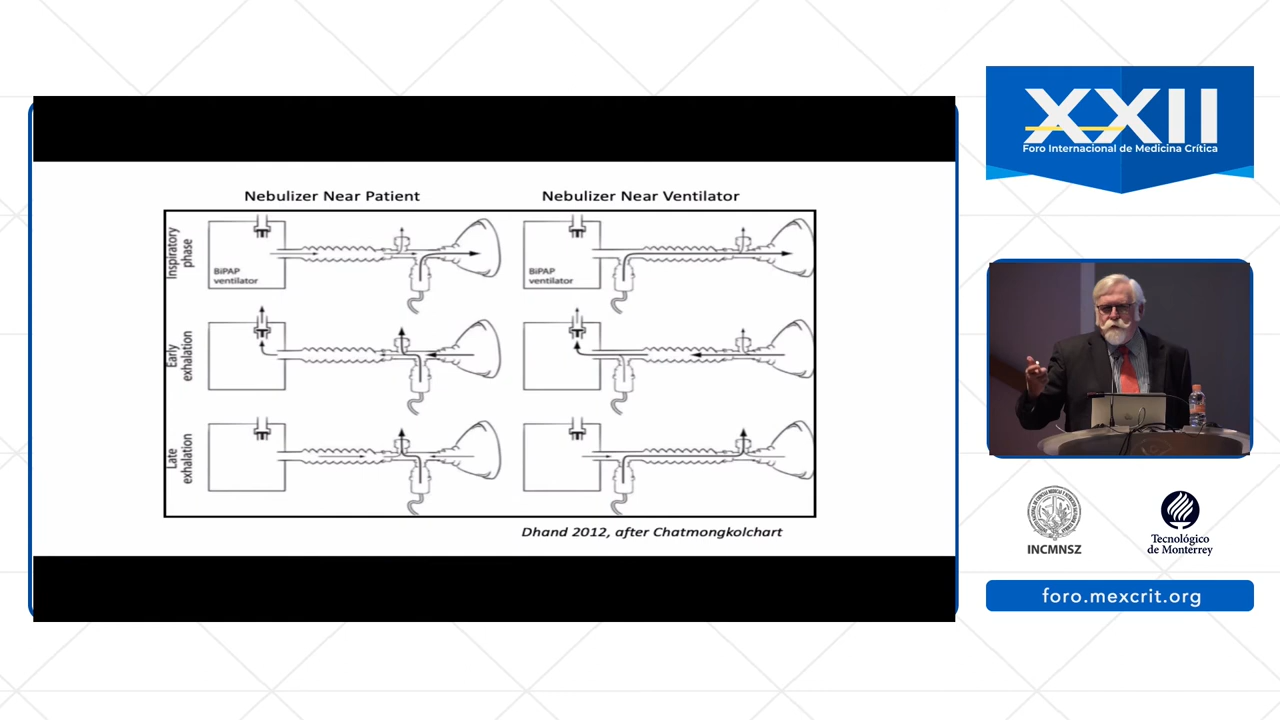 Nebulizer Near Patient
Nebulizer Near Ventilator
Inspiratory
phase
BiPAP
ventilator
BiPAP
ventilator
Early
exhalation
Late
exhalation
Dhand 2012, after Chatmongkolchart
XXII
Foro Internacional de Medicina Crítica
INCMNSZ
Tecnológico
de Monterrey
foro.mexcrit.org